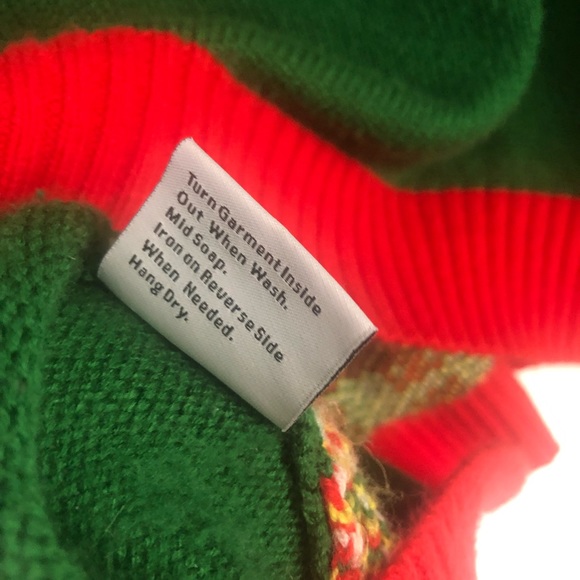 Turn Garment Inside
Out When Wash.
Mid Soap.
Iron on Reverse Side
When Needed.
Hang Dry.